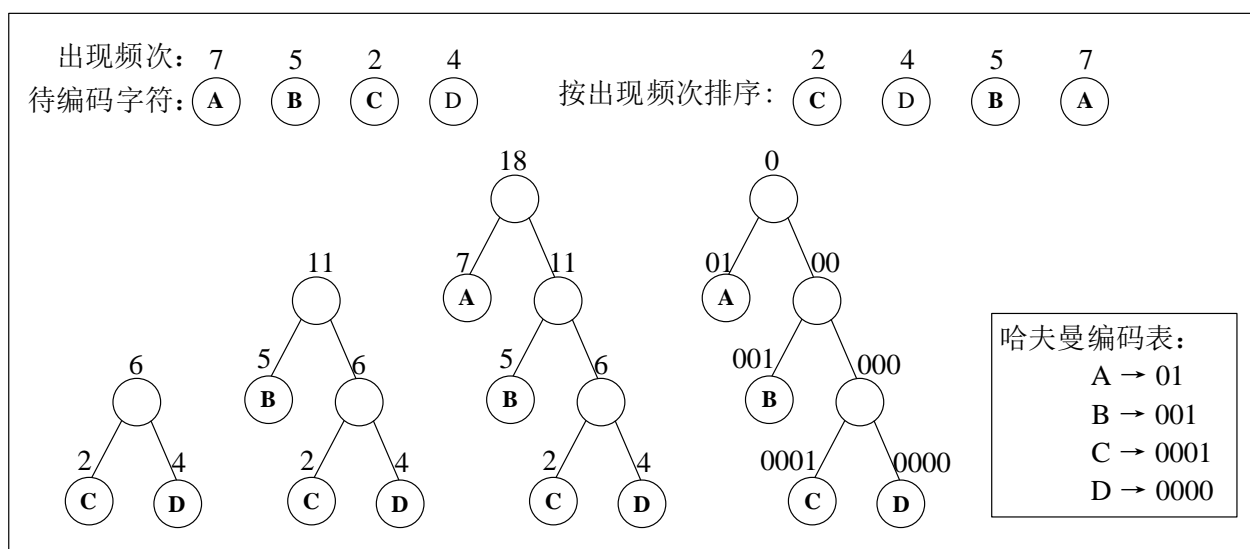 出现频次： 7 5 2 4
待编码字符： A B C D
按出现频次排序： 2 4 5 7
C D B A
18 0
7 11 01 00
A A
11
5 6 5 6 001 000
B B B
6
2 4 2 4 2 4 0001 0000
C D C D C D C D
哈夫曼编码表：
A → 01
B → 001
C → 0001
D → 0000